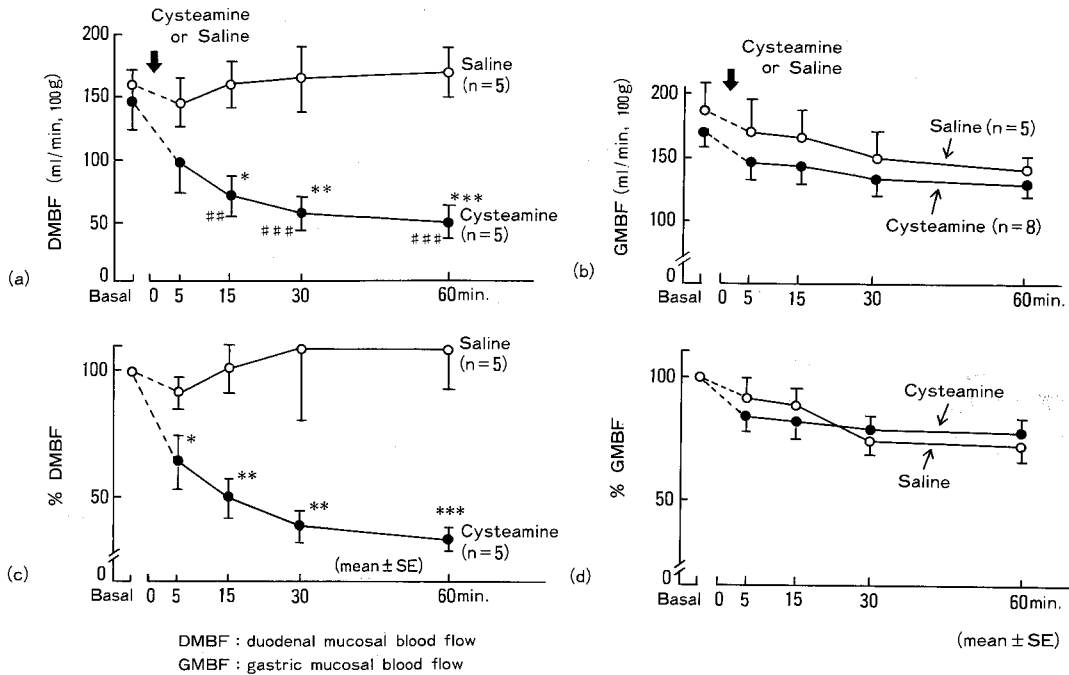 Cysteamine
or Saline
200
150
100
50
0
DMBF (ml/min, 100g)
Saline
(n=5)
*
**
***
##
###
###
Cysteamine
(n=5)
(a)
Basal 0 5 15 30 60min.
Cysteamine
or Saline
200
150
100
0
GMBF (ml/min, 100g)
Saline (n=5)
Cysteamine (n=8)
(b)
Basal 0 5 15 30 60min.
100
50
0
% DMBF
Saline
(n=5)
*
**
**
***
Cysteamine
(n=5)
(mean ± SE)
(c)
Basal 0 5 15 30 60min.
100
50
0
% GMBF
Cysteamine
Saline
(d)
Basal 0 5 15 30 60min.
DMBF : duodenal mucosal blood flow
GMBF : gastric mucosal blood flow
(mean ± SE)